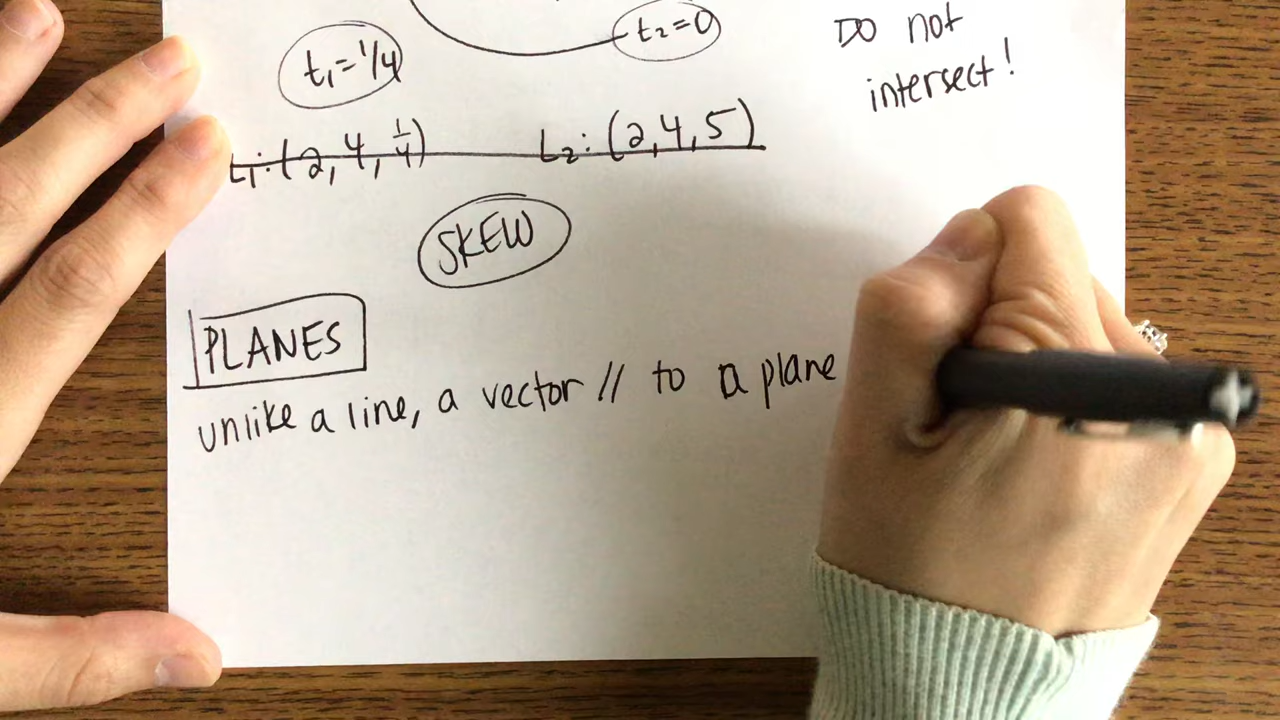 t₁=1/4
t₂=0
Do not
intersect!
L₁:(2,4,1/4)
L₂:(2,4,5)
SKEW
PLANES
unlike a line, a vector // to a plane